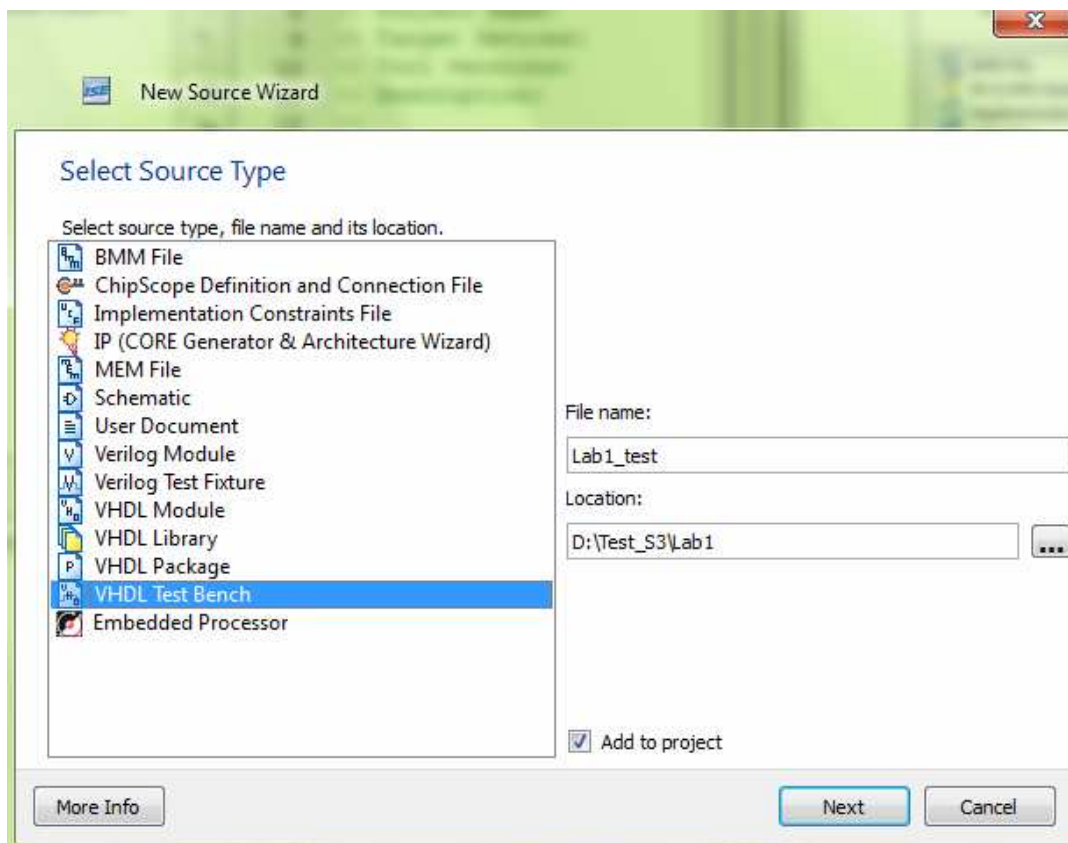 New Source Wizard
Select Source Type
Select source type, file name and its location.
BMM File
ChipScope Definition and Connection File
Implementation Constraints File
IP (CORE Generator & Architecture Wizard)
MEM File
Schematic
User Document
Verilog Module
Verilog Test Fixture
VHDL Module
VHDL Library
VHDL Package
VHDL Test Bench
Embedded Processor
File name:
Lab1_test
Location:
D:\Test_S3\Lab1
...
Add to project
More Info
Next
Cancel